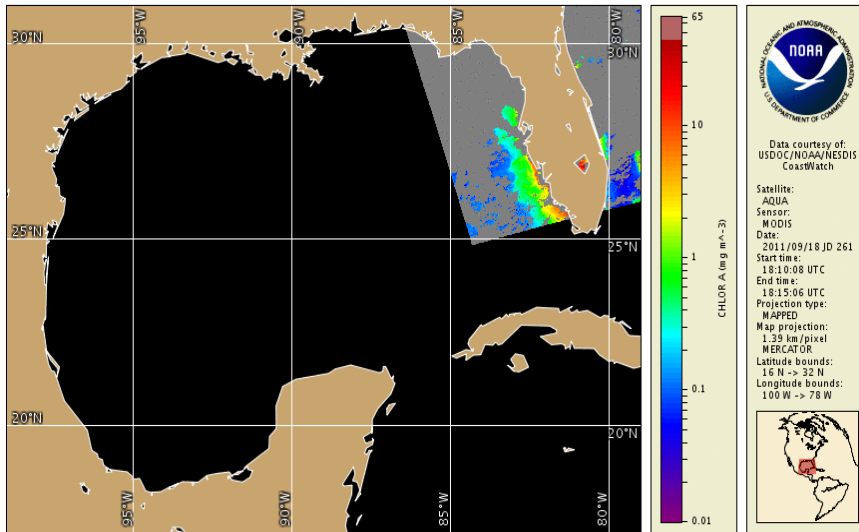 95°W
90°W
85°W
80°W
30°N
30°N
25°N
25°N
20°N
20°N
95°W
90°W
85°W
80°W
65
10
1
0.1
0.01
CHLOR A (mg m^-3)
NATIONAL OCEANIC AND ATMOSPHERIC ADMINISTRATION
NOAA
U.S. DEPARTMENT OF COMMERCE
Data courtesy of:
USDOC/NOAA/NESDIS
CoastWatch
Satellite:
AQUA
Sensor:
MODIS
Date:
2011/09/18 JD 261
Start time:
18:10:08 UTC
End time:
18:15:06 UTC
Projection type:
MAPPED
Map projection:
1.39 km/pixel
MERCATOR
Latitude bounds:
16 N -> 32 N
Longitude bounds:
100 W -> 78 W